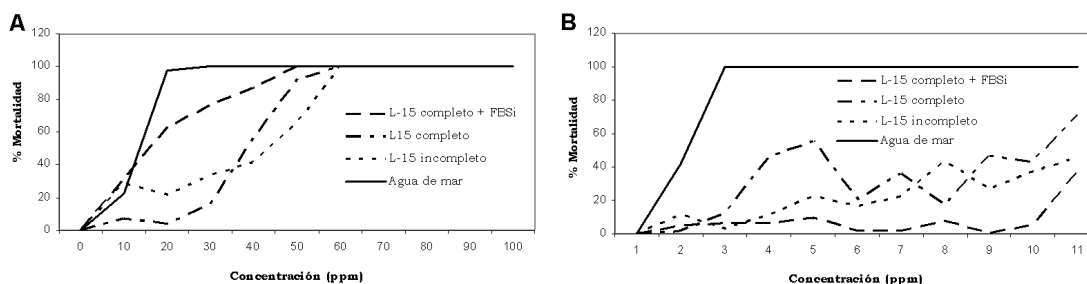 A
% Mortalidad
120
100
80
60
40
20
0
0 10 20 30 40 50 60 70 80 90 100
Concentración (ppm)
L-15 completo + FBSi
L15 completo
L-15 incompleto
Agua de mar
B
% Mortalidad
120
100
80
60
40
20
0
1 2 3 4 5 6 7 8 9 10 11
Concentración (ppm)
L-15 completo + FBSi
L-15 completo
L-15 incompleto
Agua de mar